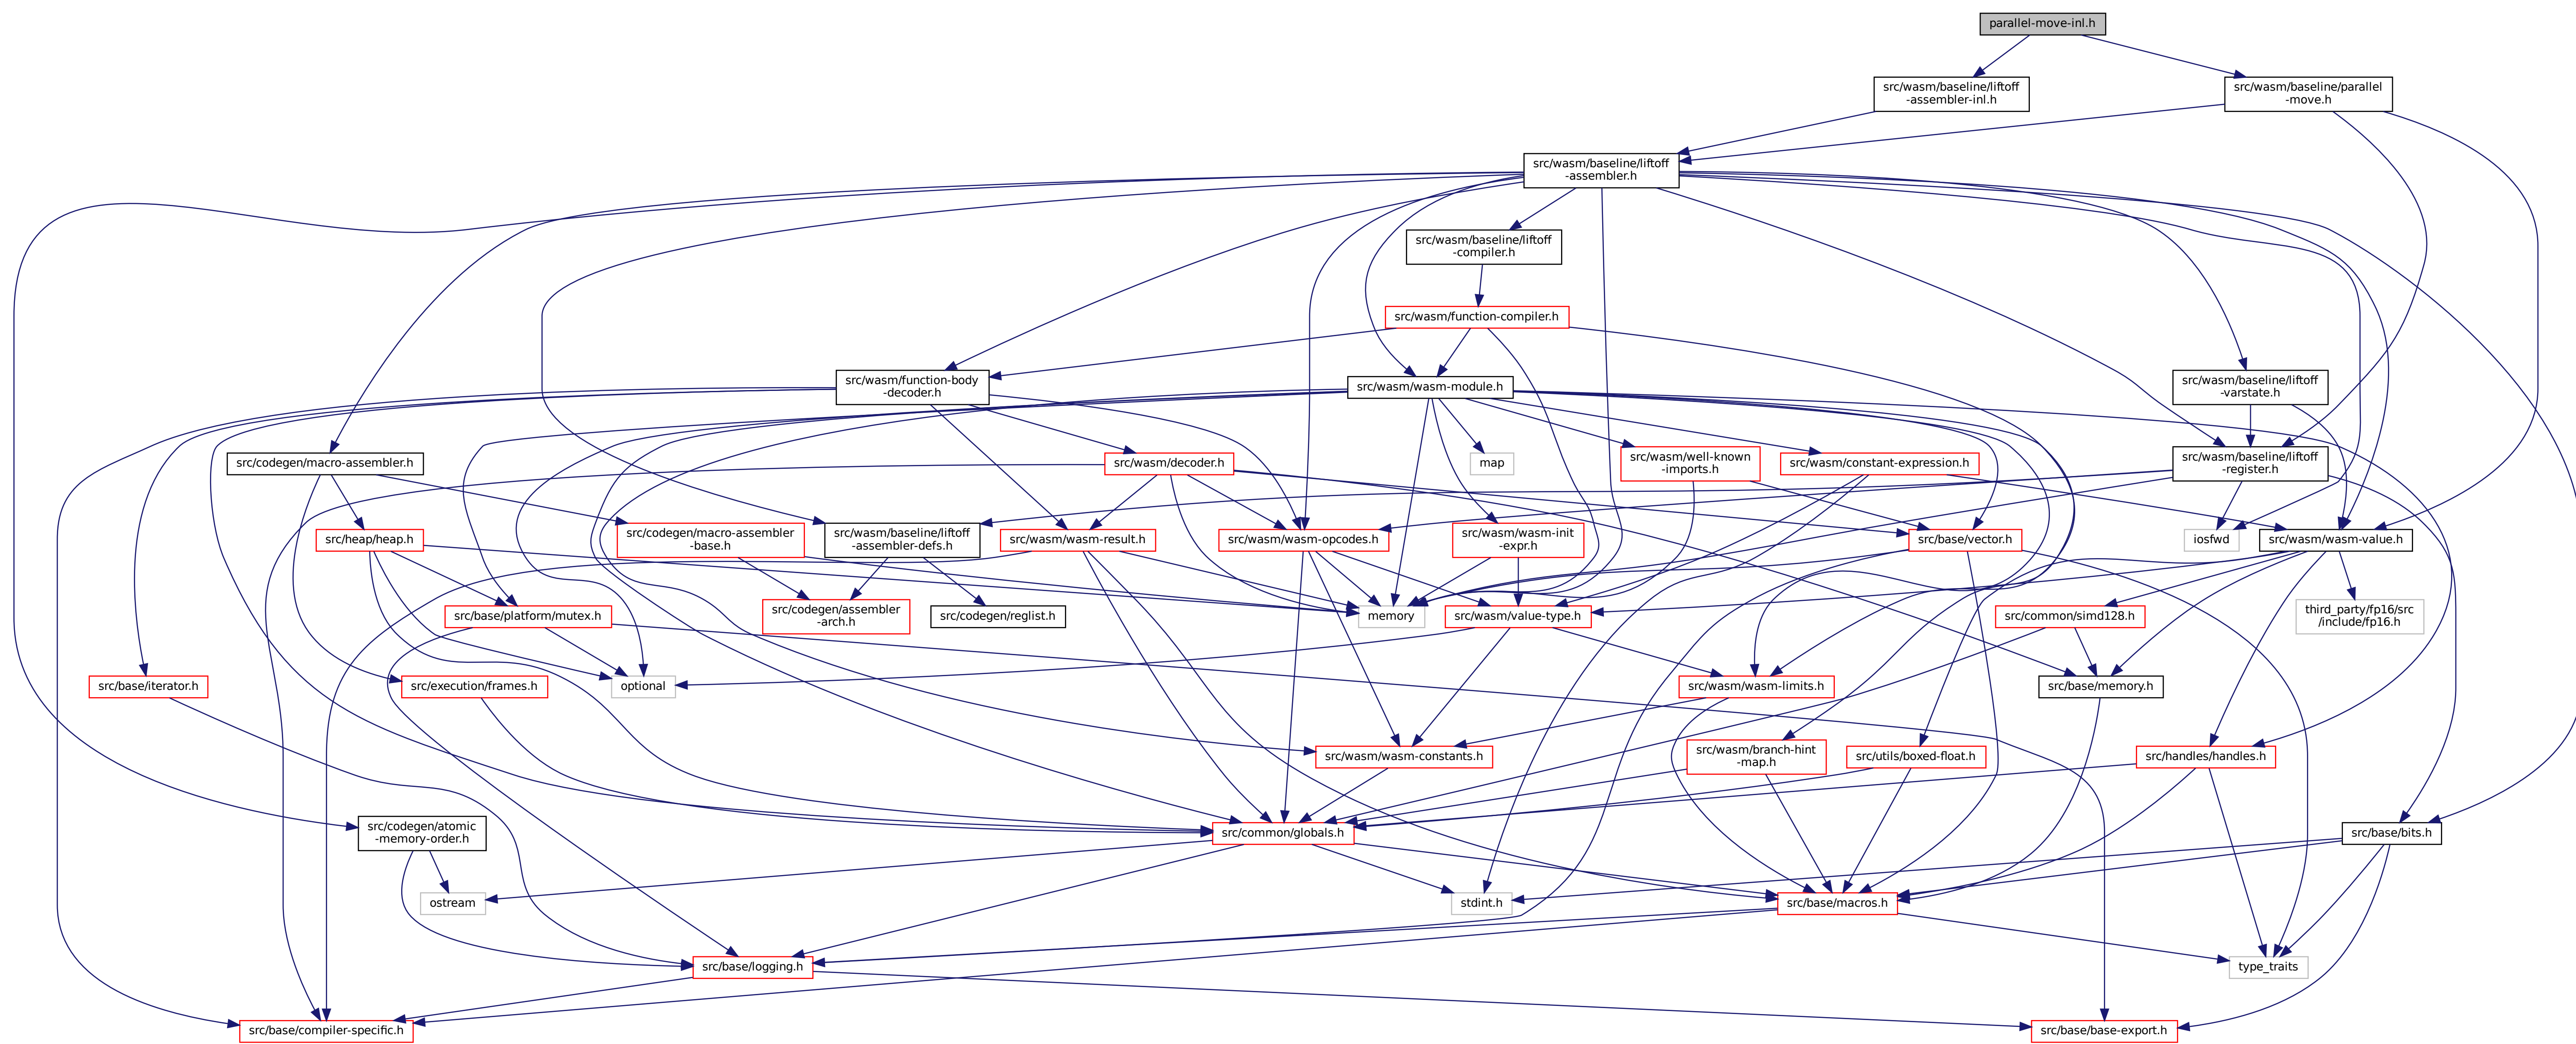 parallel-move-inl.h
src/wasm/baseline/liftoff
-assembler-inl.h
src/wasm/baseline/parallel
-move.h
src/wasm/baseline/liftoff
-assembler.h
src/wasm/baseline/liftoff
-compiler.h
src/wasm/function-compiler.h
src/wasm/function-body
-decoder.h
src/wasm/wasm-module.h
src/wasm/baseline/liftoff
-varstate.h
src/codegen/macro-assembler.h
src/wasm/decoder.h
map
src/wasm/well-known
-imports.h
src/wasm/constant-expression.h
src/wasm/baseline/liftoff
-register.h
src/heap/heap.h
src/codegen/macro-assembler
-base.h
src/wasm/baseline/liftoff
-assembler-defs.h
src/wasm/wasm-result.h
src/wasm/wasm-opcodes.h
src/wasm/wasm-init
-expr.h
src/base/vector.h
iosfwd
src/wasm/wasm-value.h
src/base/platform/mutex.h
src/codegen/assembler
-arch.h
src/codegen/reglist.h
memory
src/wasm/value-type.h
src/common/simd128.h
third_party/fp16/src
/include/fp16.h
src/base/iterator.h
src/execution/frames.h
optional
src/wasm/wasm-limits.h
src/base/memory.h
src/wasm/wasm-constants.h
src/wasm/branch-hint
-map.h
src/utils/boxed-float.h
src/handles/handles.h
src/codegen/atomic
-memory-order.h
src/common/globals.h
src/base/bits.h
ostream
stdint.h
src/base/macros.h
src/base/logging.h
type_traits
src/base/compiler-specific.h
src/base/base-export.h